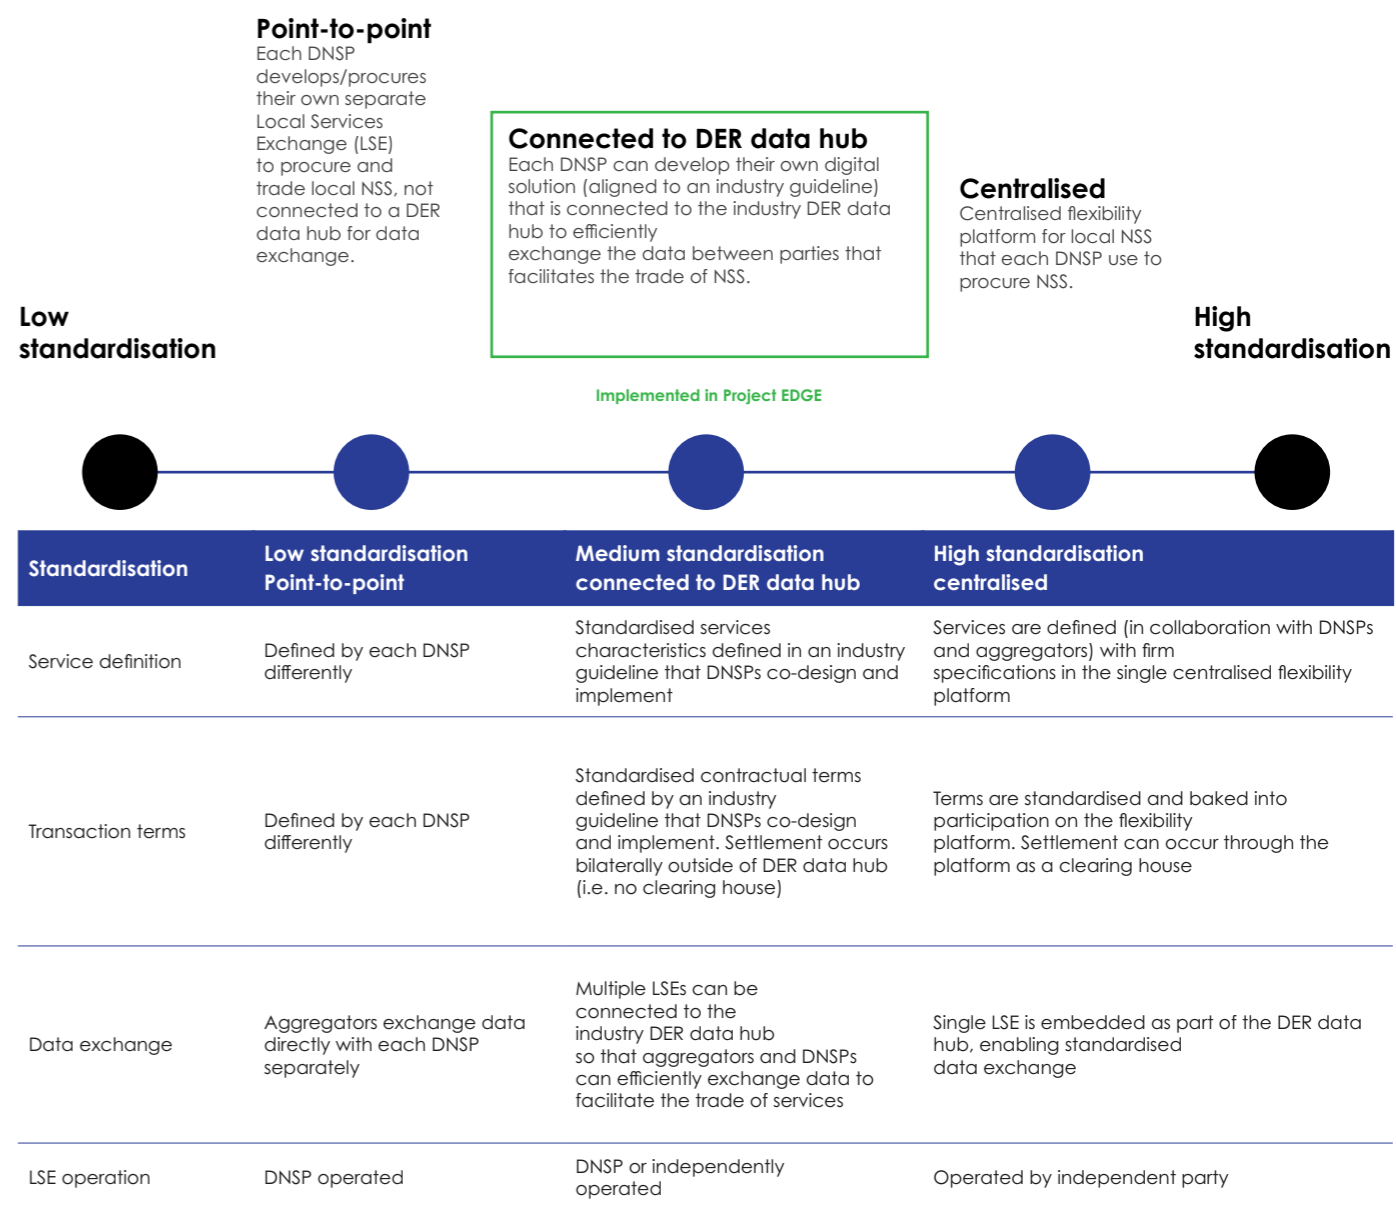 Point-to-point
Each DNSP
develops/procures
their own separate
Local Services
Exchange (LSE)
to procure and
trade local NSS, not
connected to a DER
data hub for data
exchange.
Connected to DER data hub
Each DNSP can develop their own digital
solution (aligned to an industry guideline)
that is connected to the industry DER data
hub to efficiently
exchange the data between parties that
facilitates the trade of NSS.
Centralised
Centralised flexibility
platform for local NSS
that each DNSP use to
procure NSS.
Low
standardisation
High
standardisation
Implemented in Project EDGE
Standardisation
Low standardisation
Point-to-point
Medium standardisation
connected to DER data hub
High standardisation
centralised
Service definition
Defined by each DNSP
differently
Standardised services
characteristics defined in an industry
guideline that DNSPs co-design and
implement
Services are defined (in collaboration with DNSPs
and aggregators) with firm
specifications in the single centralised flexibility
platform
Transaction terms
Defined by each DNSP
differently
Standardised contractual terms
defined by an industry
guideline that DNSPs co-design
and implement. Settlement occurs
bilaterally outside of DER data hub
(i.e. no clearing house)
Terms are standardised and baked into
participation on the flexibility
platform. Settlement can occur through the
platform as a clearing house
Data exchange
Aggregators exchange data
directly with each DNSP
separately
Multiple LSEs can be
connected to the
industry DER data hub
so that aggregators and DNSPs
can efficiently exchange data to
facilitate the trade of services
Single LSE is embedded as part of the DER data
hub, enabling standardised
data exchange
LSE operation
DNSP operated
DNSP or independently
operated
Operated by independent party